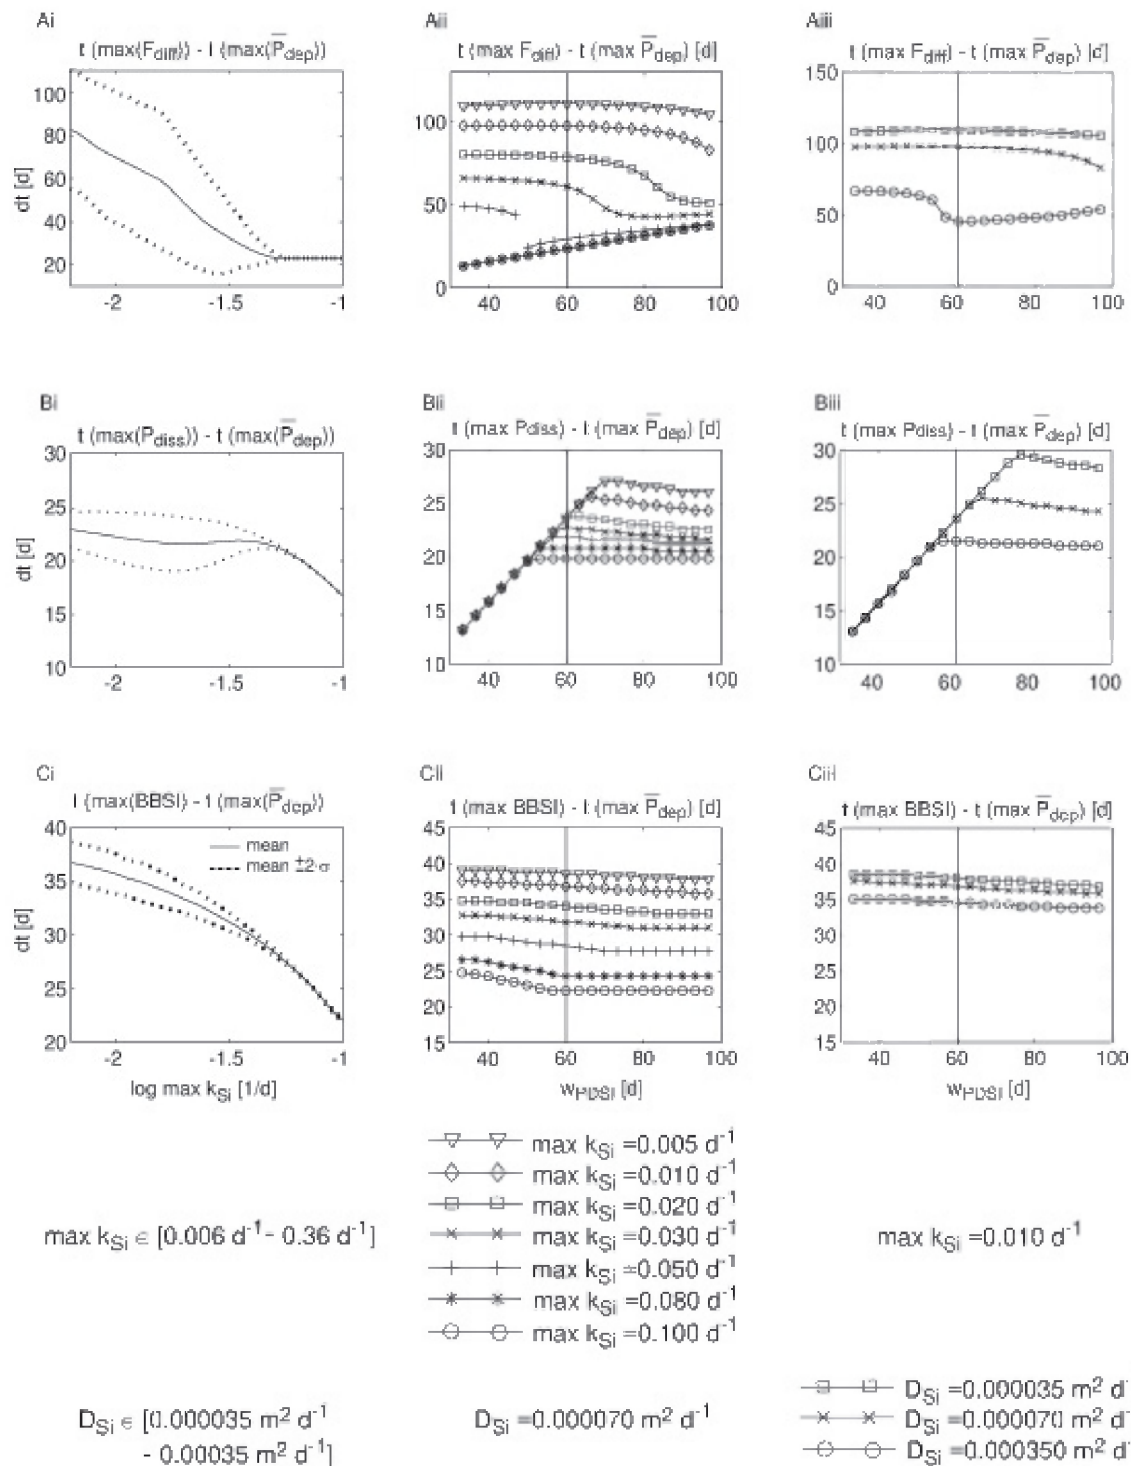 Ai
t (max(F_diff)) - t (max(P̅_dep))
100
80
60
40
20
dt [d]
-2 -1.5 -1
Aii
t (max F_diff) - t (max P̅_dep) [d]
100
50
0
40 60 80 100
Aiii
t (max F_diff) - t (max P̅_dep) [d]
150
100
50
0
40 60 80 100
Bi
t (max(P_diss)) - t (max(P̅_dep))
30
25
20
15
10
dt [d]
-2 -1.5 -1
Bii
t (max Pdiss) - t (max P̅_dep) [d]
30
25
20
15
10
40 60 80 100
Biii
t (max Pdiss) - t (max P̅_dep) [d]
30
25
20
15
10
40 60 80 100
Ci
t (max(BBSI) - t (max(P̅_dep))
mean
mean ±2·σ
40
35
30
25
20
dt [d]
-2 -1.5 -1
log max k_Si [1/d]
Cii
t (max BBSI) - t (max P̅_dep) [d]
45
40
35
30
25
20
15
40 60 80 100
w_PDSI [d]
Ciii
t (max BBSI) - t (max P̅_dep) [d]
45
40
35
30
25
20
15
40 60 80 100
w_PDSI [d]
max k_Si ∈ [0.006 d⁻¹ - 0.36 d⁻¹]
max k_Si =0.005 d⁻¹
max k_Si =0.010 d⁻¹
max k_Si =0.020 d⁻¹
max k_Si =0.030 d⁻¹
max k_Si =0.050 d⁻¹
max k_Si =0.080 d⁻¹
max k_Si =0.100 d⁻¹
max k_Si =0.010 d⁻¹
D_Si ∈ [0.000035 m² d⁻¹
- 0.00035 m² d⁻¹]
D_Si =0.000070 m² d⁻¹
D_Si =0.000035 m² d⁻
D_Si =0.000070 m² d⁻
D_Si =0.000350 m² d⁻